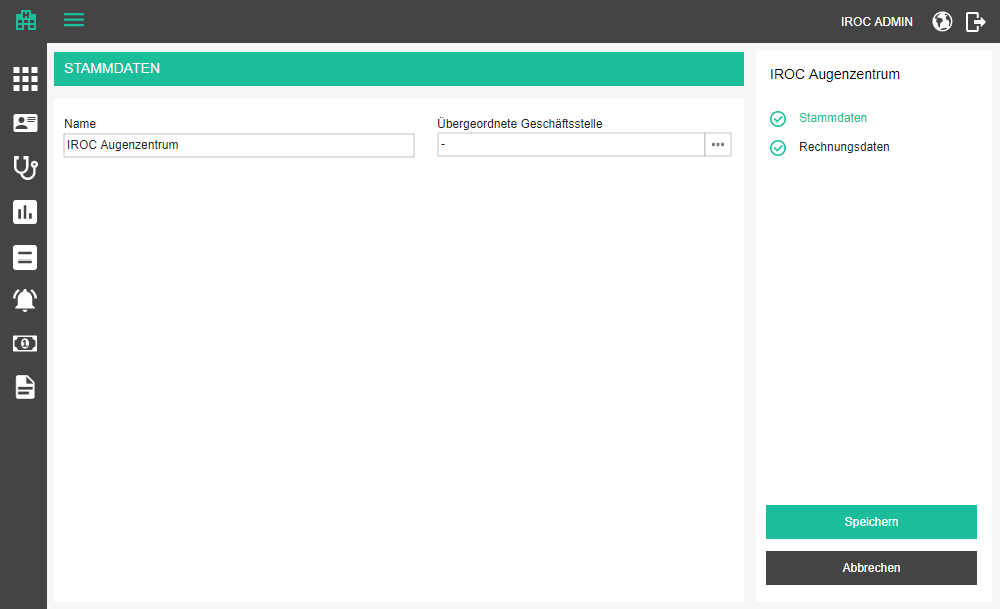 IROC ADMIN
STAMMDATEN
Name
IROC Augenzentrum
Übergeordnete Geschäftsstelle
-
IROC Augenzentrum
Stammdaten
Rechnungsdaten
Speichern
Abbrechen